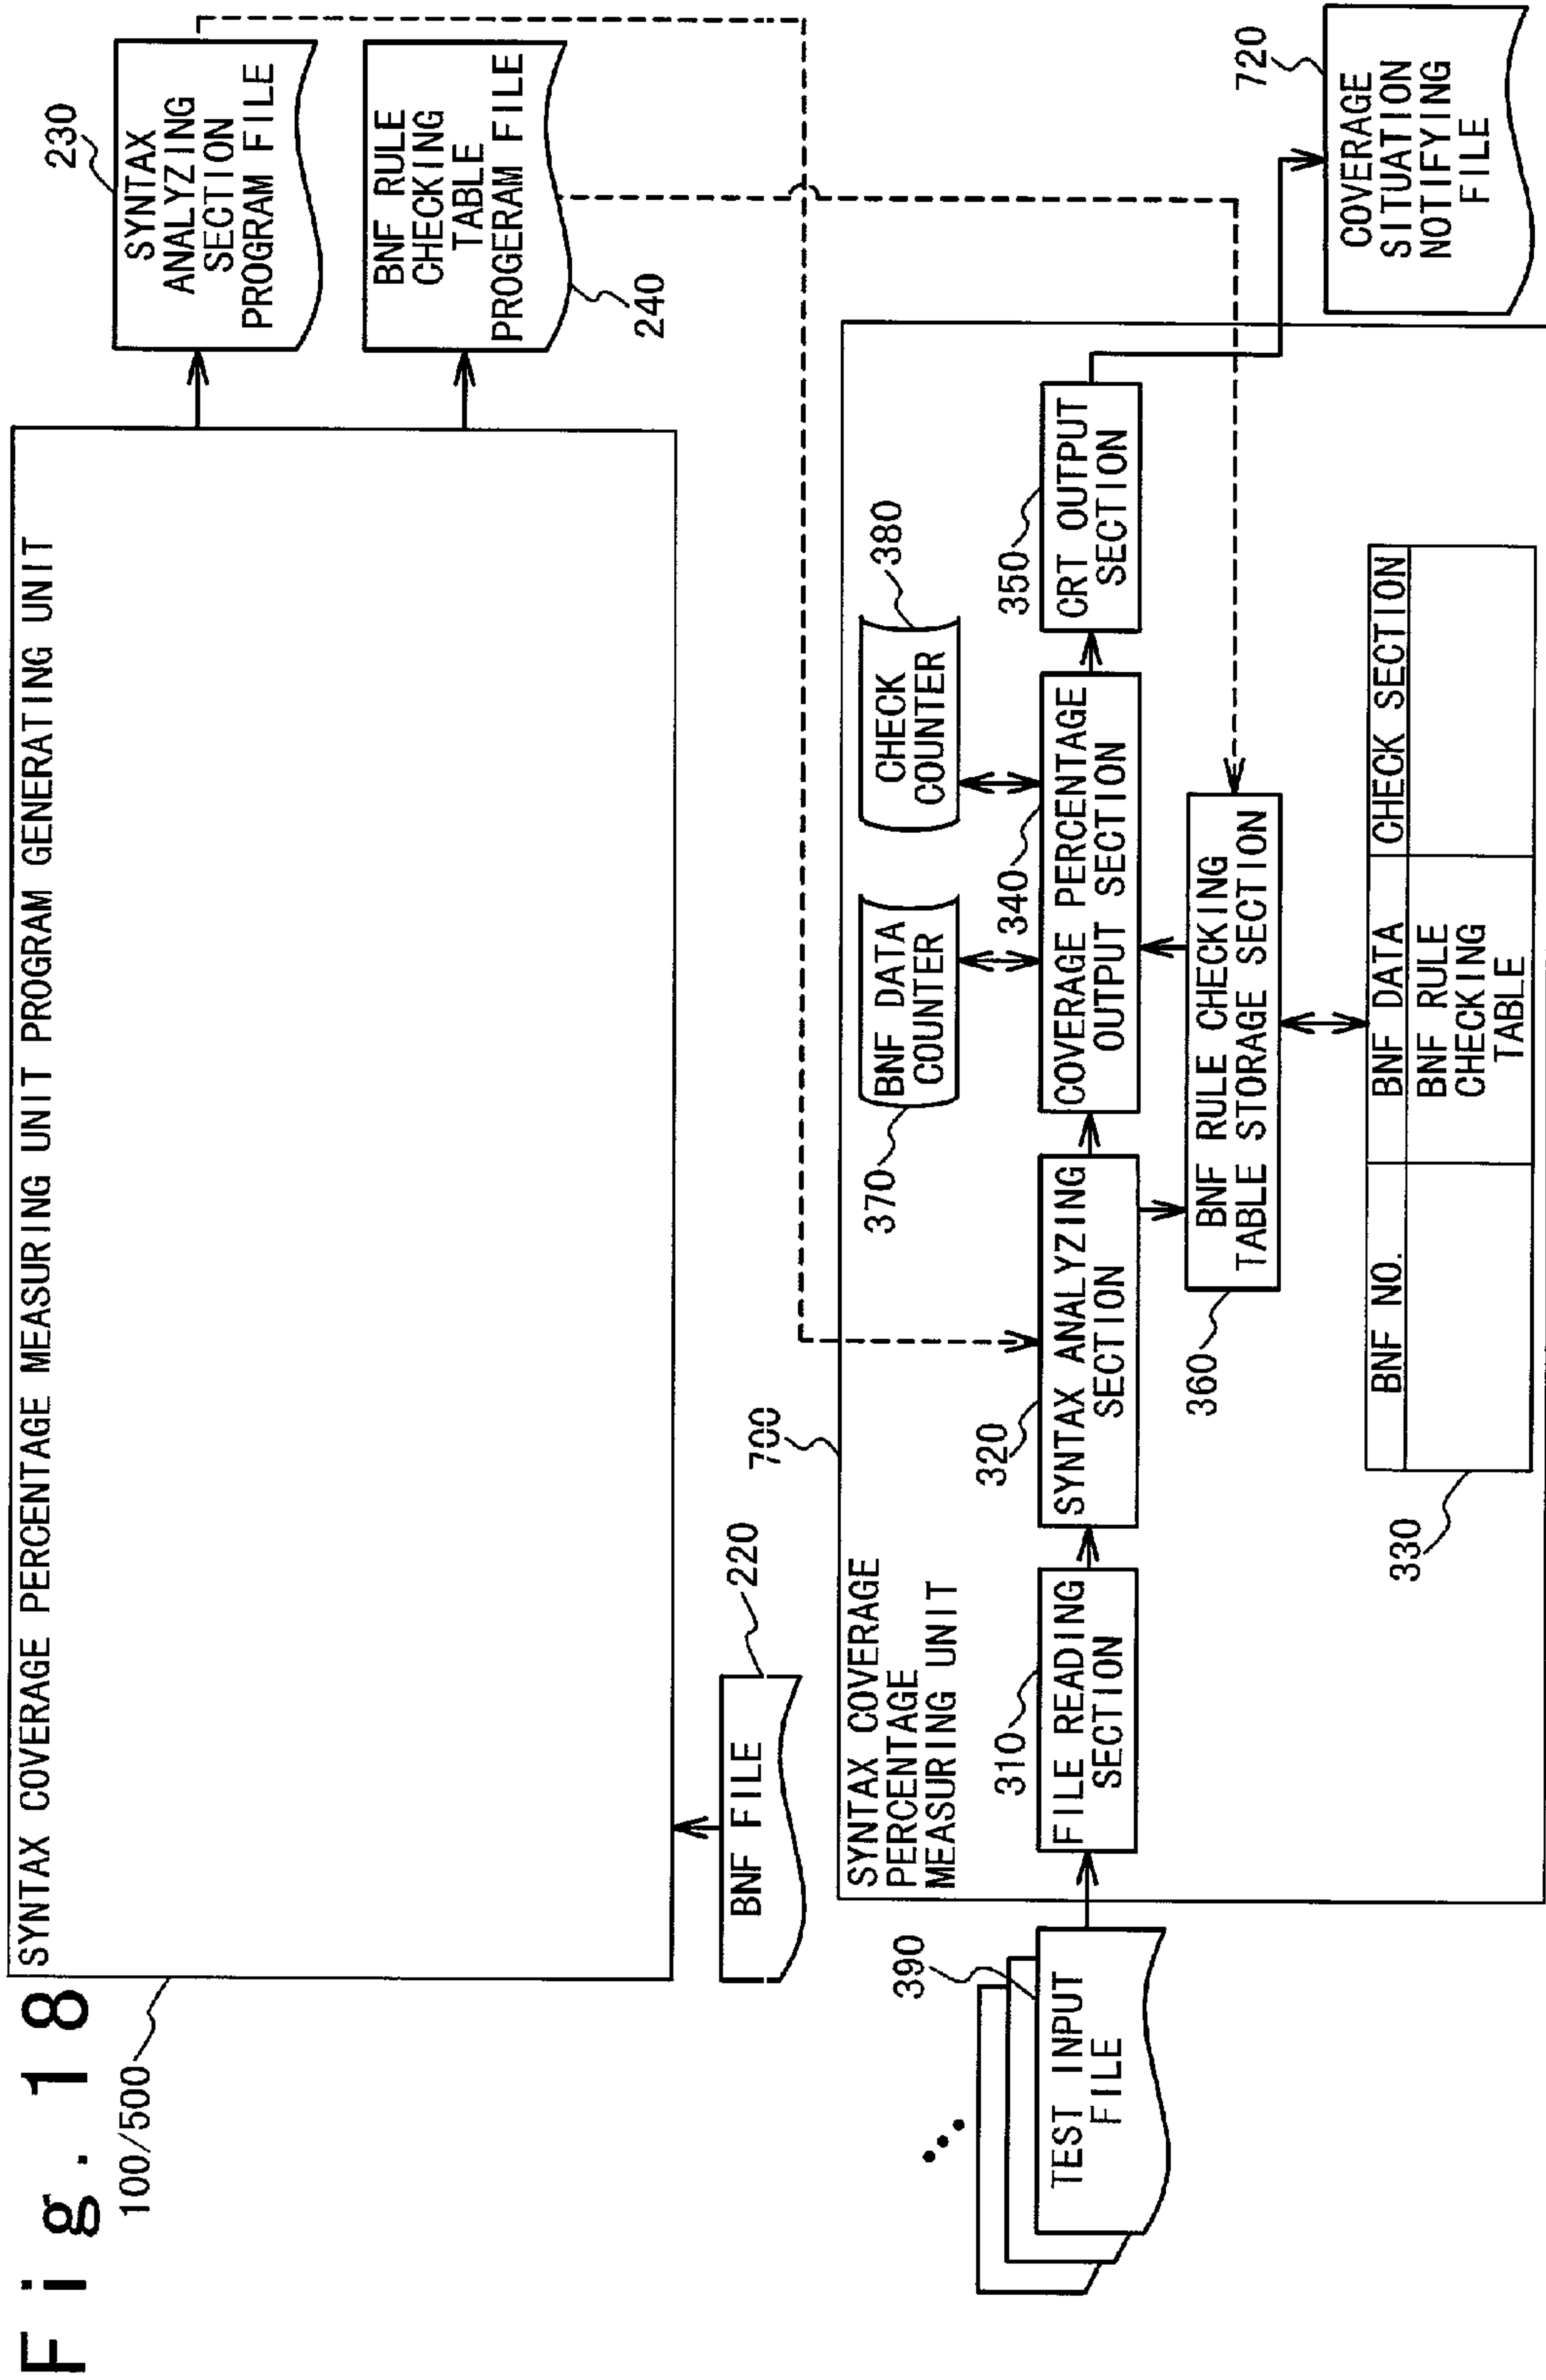 Fig. 18
100/500
SYNTAX COVERAGE PERCENTAGE MEASURING UNIT PROGRAM GENERATING UNIT
230
SYNTAX
ANALYZING
SECTION
PROGRAM FILE
BNF RULE
CHECKING
TABLE
PROGERAM FILE
240
BNF FILE
220
700
SYNTAX COVERAGE
PERCENTAGE
MEASURING UNIT
390
TEST INPUT
FILE
310
FILE READING
SECTION
320
SYNTAX ANALYZING
SECTION
370
BNF DATA
COUNTER
CHECK
COUNTER
380
340
COVERAGE PERCENTAGE
OUTPUT SECTION
350
CRT OUTPUT
SECTION
720
COVERAGE
SITUATION
NOTIFYING
FILE
360
BNF RULE CHECKING
TABLE STORAGE SECTION
330
BNF NO. BNF DATA CHECK SECTION
BNF RULE
CHECKING
TABLE